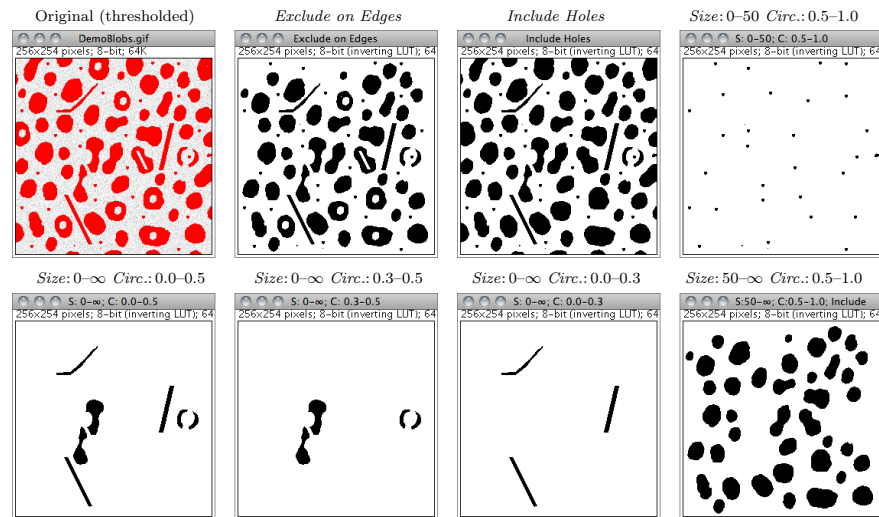 Original (thresholded)
Exclude on Edges
Include Holes
Size: 0–50 Circ.: 0.5–1.0
DemoBlobs.gif
Exclude on Edges
Include Holes
S: 0–50; C: 0.5–1.0
256x254 pixels; 8-bit; 64K
256x254 pixels; 8-bit (inverting LUT); 64
256x254 pixels; 8-bit (inverting LUT); 64
256x254 pixels; 8-bit (inverting LUT); 64
Size: 0–∞ Circ.: 0.0–0.5
Size: 0–∞ Circ.: 0.3–0.5
Size: 0–∞ Circ.: 0.0–0.3
Size: 50–∞ Circ.: 0.5–1.0
S: 0–∞; C: 0.0–0.5
S: 0–∞; C: 0.3–0.5
S: 0–∞; C: 0.0–0.3
S:50–∞; C:0.5–1.0; Include
256x254 pixels; 8-bit (inverting LUT); 64
256x254 pixels; 8-bit (inverting LUT); 64
256x254 pixels; 8-bit (inverting LUT); 64
256x254 pixels; 8-bit (inverting LUT); 64